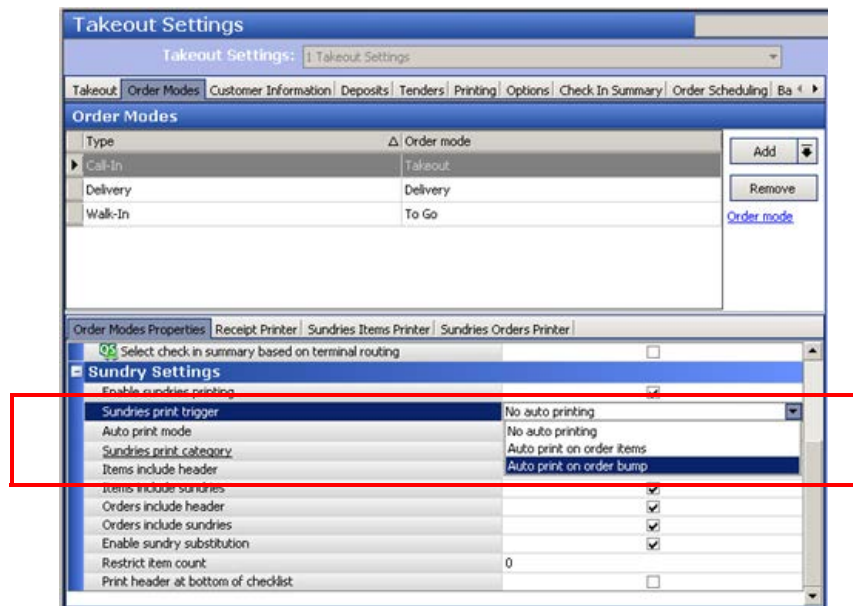 Takeout Settings
Takeout Settings: 1 Takeout Settings
Takeout Order Modes Customer Information Deposits Tenders Printing Options Check In Summary Order Scheduling Ba
Order Modes
Type Order mode
Call-In Takeout
Delivery Delivery
Walk-In To Go
Add
Remove
Order mode
Order Modes Properties Receipt Printer Sundries Items Printer Sundries Orders Printer
QS Select check in summary based on terminal routing
Sundry Settings
Enable sundries printing
Sundries print trigger No auto printing
Auto print mode No auto printing
Sundries print category Auto print on order items
Items include header Auto print on order bump
Items include sundries
Orders include header
Orders include sundries
Enable sundry substitution
Restrict item count 0
Print header at bottom of checklist